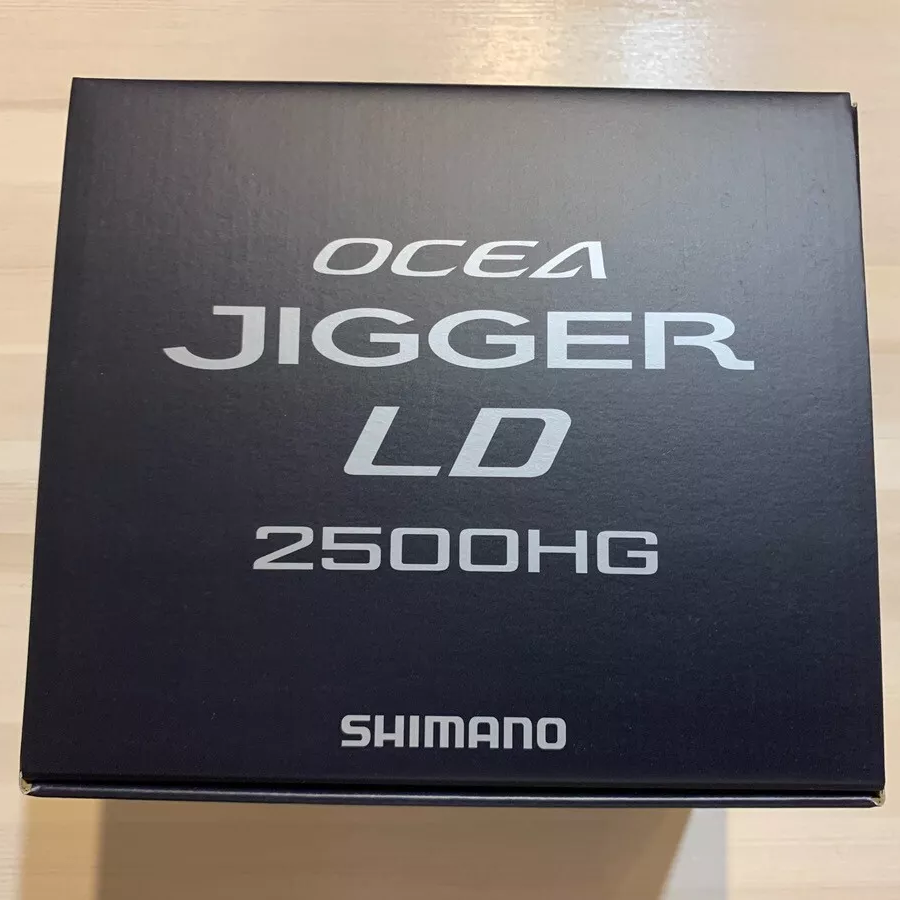 OCEA
JIGGER
LD
2500HG
SHIMANO